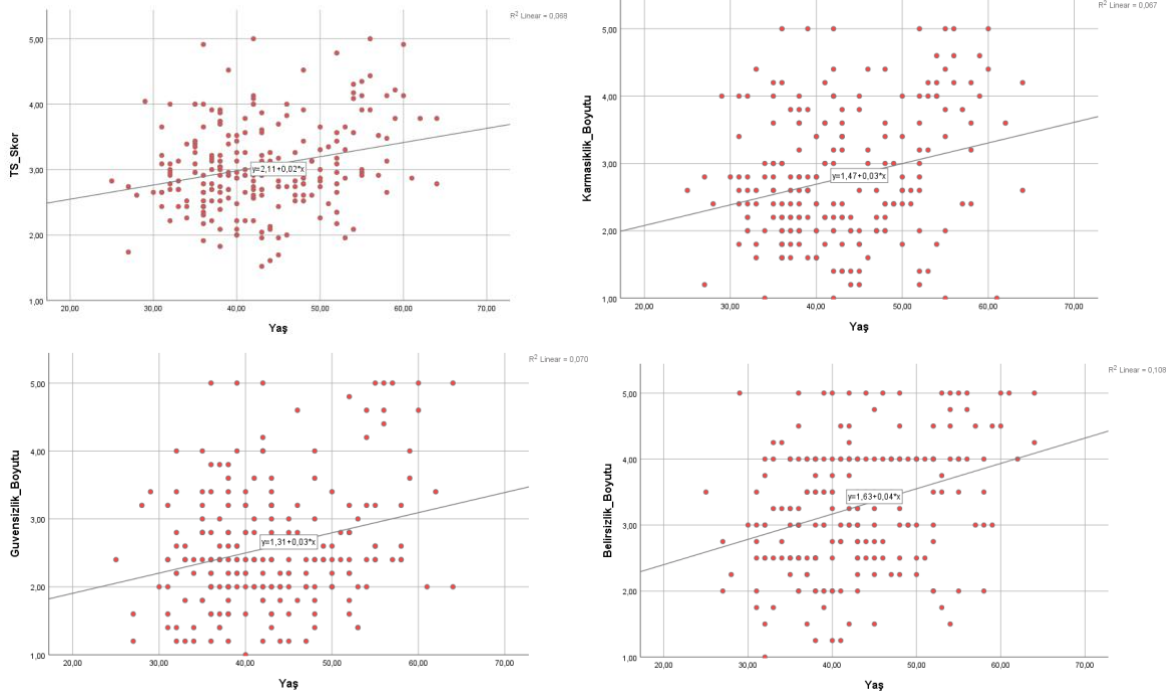 R² Linear = 0,068
TS_Skor
5,00
4,00
3,00
2,00
1,00
y=2,11+0,02*x
20,00 30,00 40,00 50,00 60,00 70,00
Yaş
R² Linear = 0,067
Karmasiklik_Boyutu
5,00
4,00
3,00
2,00
1,00
y=1,47+0,03*x
20,00 30,00 40,00 50,00 60,00 70,00
Yaş
R² Linear = 0,070
Guvensizlik_Boyutu
5,00
4,00
3,00
2,00
1,00
y=1,31+0,03*x
20,00 30,00 40,00 50,00 60,00 70,00
Yaş
R² Linear = 0,108
Belirsizlik_Boyutu
5,00
4,00
3,00
2,00
1,00
y=1,63+0,04*x
20,00 30,00 40,00 50,00 60,00 70,00
Yaş